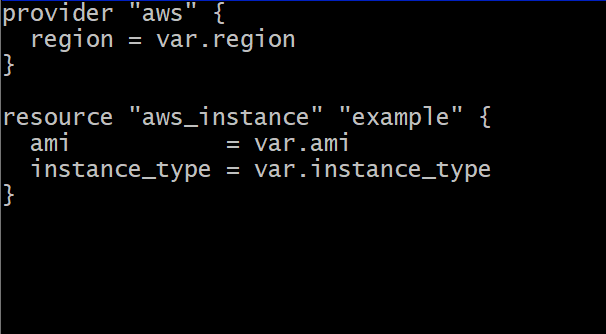 provider "aws" {
  region = var.region
}

resource "aws_instance" "example" {
  ami           = var.ami
  instance_type = var.instance_type
}